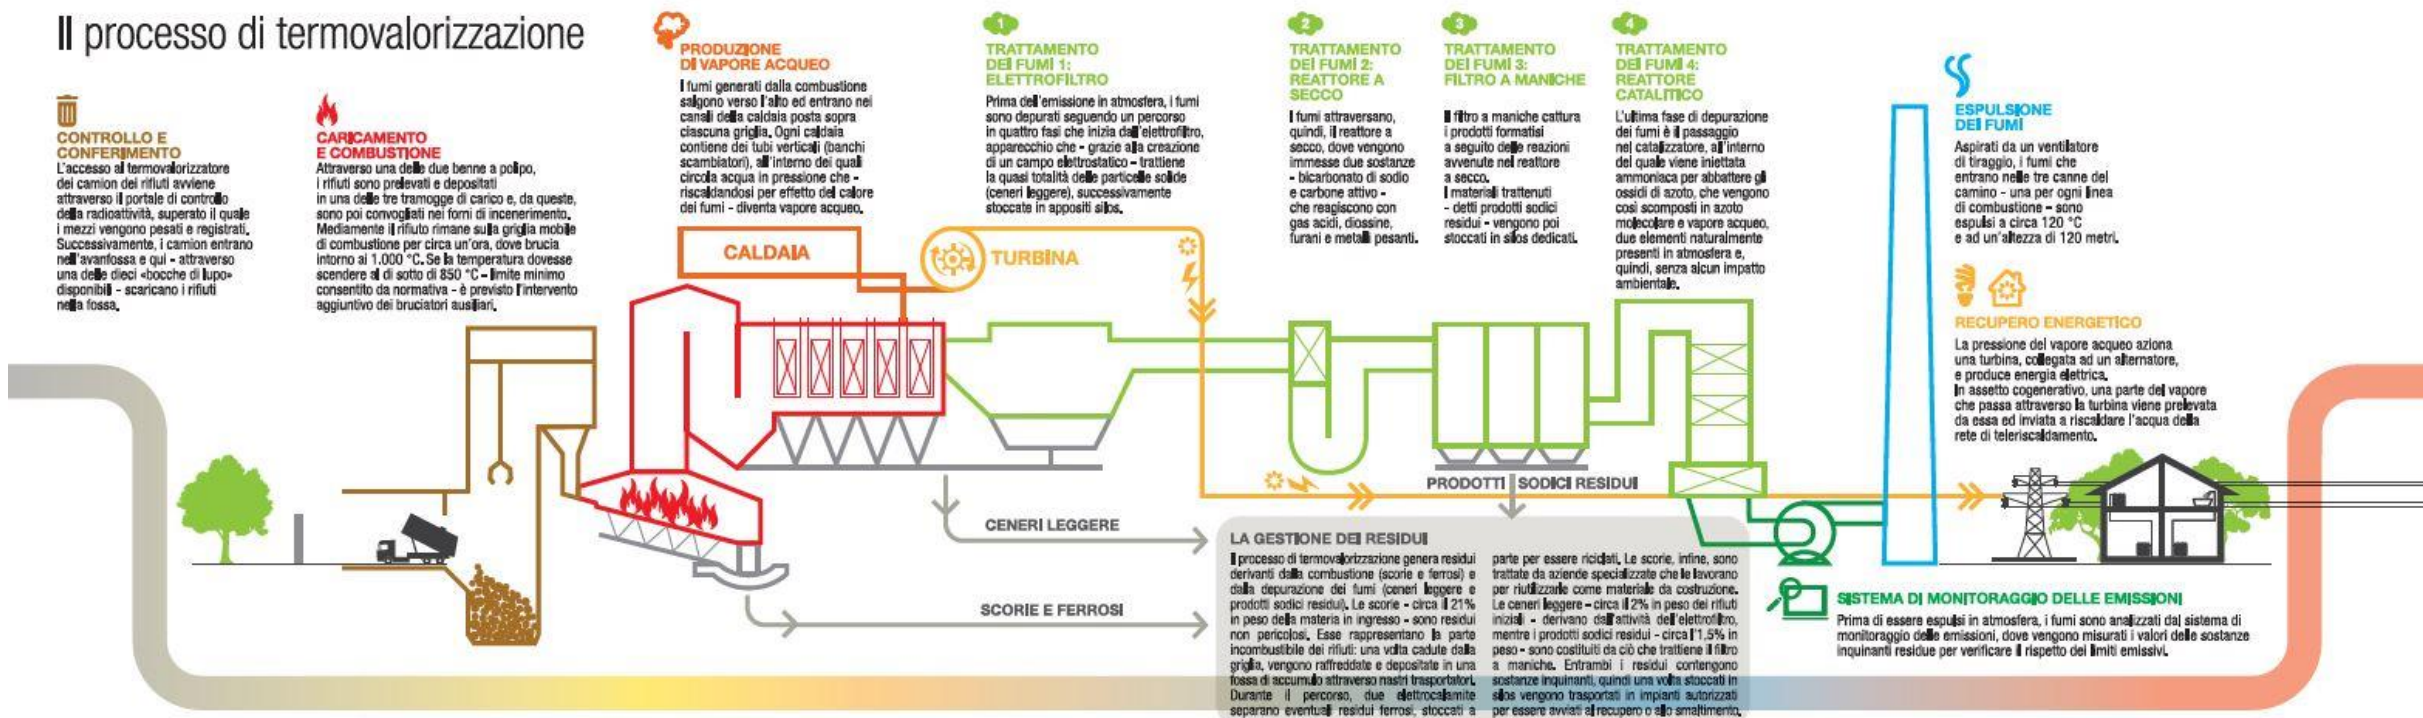 Il processo di termovalorizzazione
CONTROLLO E
CONFERIMENTO
L'accesso al termovalorizzatore
dei camion dei rifiuti avviene
attraverso il portale di controllo
della radioattività, superato il quale
i mezzi vengono pesati e registrati.
Successivamente, i camion entrano
nell'avanfossa e qui - attraverso
una delle dieci «bocche di lupo»
disponibili - scaricano i rifiuti
nella fossa.
CARICAMENTO
E COMBUSTIONE
Attraverso una delle due benne a polipo,
i rifiuti sono prelevati e depositati
in una delle tre tramogge di carico e, da queste,
sono poi convogliati nei forni di incenerimento.
Mediamente il rifiuto rimane sulla griglia mobile
di combustione per circa un'ora, dove brucia
intorno ai 1.000 °C. Se la temperatura dovesse
scendere al di sotto di 850 °C – limite minimo
consentito da normativa - è previsto l'intervento
aggiuntivo dei bruciatori ausiliari.
PRODUZIONE
DI VAPORE ACQUEO
I fumi generati dalla combustione
salgono verso l'alto ed entrano nei
canali della caldaia posta sopra
ciascuna griglia. Ogni caldaia
contiene dei tubi verticali (banchi
scambiatori), all'interno dei quali
circola acqua in pressione che -
riscaldandosi per effetto del calore
dei fumi - diventa vapore acqueo.
1
TRATTAMENTO
DEI FUMI 1:
ELETTROFILTRO
Prima dell'emissione in atmosfera, i fumi
sono depurati seguendo un percorso
in quattro fasi che inizia dall'elettrofiltro,
apparecchio che - grazie alla creazione
di un campo elettrostatico – trattiene
la quasi totalità delle particelle solide
(ceneri leggere), successivamente
stoccate in appositi silos.
2
TRATTAMENTO
DEI FUMI 2:
REATTORE A
SECCO
I fumi attraversano,
quindi, il reattore a
secco, dove vengono
immesse due sostanze
- bicarbonato di sodio
e carbone attivo -
che reagiscono con
gas acidi, diossine,
furani e metalli pesanti.
3
TRATTAMENTO
DEI FUMI 3:
FILTRO A MANICHE
Il filtro a maniche cattura
i prodotti formatisi
a seguito delle reazioni
avvenute nel reattore
a secco.
I materiali trattenuti
- detti prodotti sodici
residui - vengono poi
stoccati in silos dedicati.
4
TRATTAMENTO
DEI FUMI 4:
REATTORE
CATALITICO
L'ultima fase di depurazione
dei fumi è il passaggio
nel catalizzatore, all'interno
del quale viene iniettata
ammoniaca per abbattere gli
ossidi di azoto, che vengono
così scomposti in azoto
molecolare e vapore acqueo,
due elementi naturalmente
presenti in atmosfera e,
quindi, senza alcun impatto
ambientale.
ESPULSIONE
DEI FUMI
Aspirati da un ventilatore
di tiraggio, i fumi che
entrano nelle tre canne del
camino - una per ogni linea
di combustione – sono
espulsi a circa 120 °C
e ad un'altezza di 120 metri.
RECUPERO ENERGETICO
La pressione del vapore acqueo aziona
una turbina, collegata ad un alternatore,
e produce energia elettrica.
In assetto cogenerativo, una parte del vapore
che passa attraverso la turbina viene prelevata
da essa ed inviata a riscaldare l'acqua della
rete di teleriscaldamento.
CALDAIA
TURBINA
PRODOTTI SODICI RESIDUI
CENERI LEGGERE
SCORIE E FERROSI
LA GESTIONE DEI RESIDUI
Il processo di termovalorizzazione genera residui
derivanti dalla combustione (scorie e ferrosi) e
dalla depurazione dei fumi (ceneri leggere e
prodotti sodici residui). Le scorie - circa il 21%
in peso della materia in ingresso - sono residui
non pericolosi. Esse rappresentano la parte
incombustibile dei rifiuti: una volta cadute dalla
griglia, vengono raffreddate e depositate in una
fossa di accumulo attraverso nastri trasportatori.
Durante il percorso, due elettrocalamite
separano eventuali residui ferrosi, stoccati a
parte per essere riciclati. Le scorie, infine, sono
trattate da aziende specializzate che le lavorano
per riutilizzarle come materiale da costruzione.
Le ceneri leggere – circa il 2% in peso dei rifiuti
iniziali - derivano dall'attività dell'elettrofiltro,
mentre i prodotti sodici residui - circa l'1,5% in
peso - sono costituiti da ciò che trattiene il filtro
a maniche. Entrambi i residui contengono
sostanze inquinanti, quindi una volta stoccati in
silos vengono trasportati in impianti autorizzati
per essere avviati al recupero o allo smaltimento.
SISTEMA DI MONITORAGGIO DELLE EMISSIONI
Prima di essere espulsi in atmosfera, i fumi sono analizzati dal sistema di
monitoraggio delle emissioni, dove vengono misurati i valori delle sostanze
inquinanti residue per verificare il rispetto dei limiti emissivi.